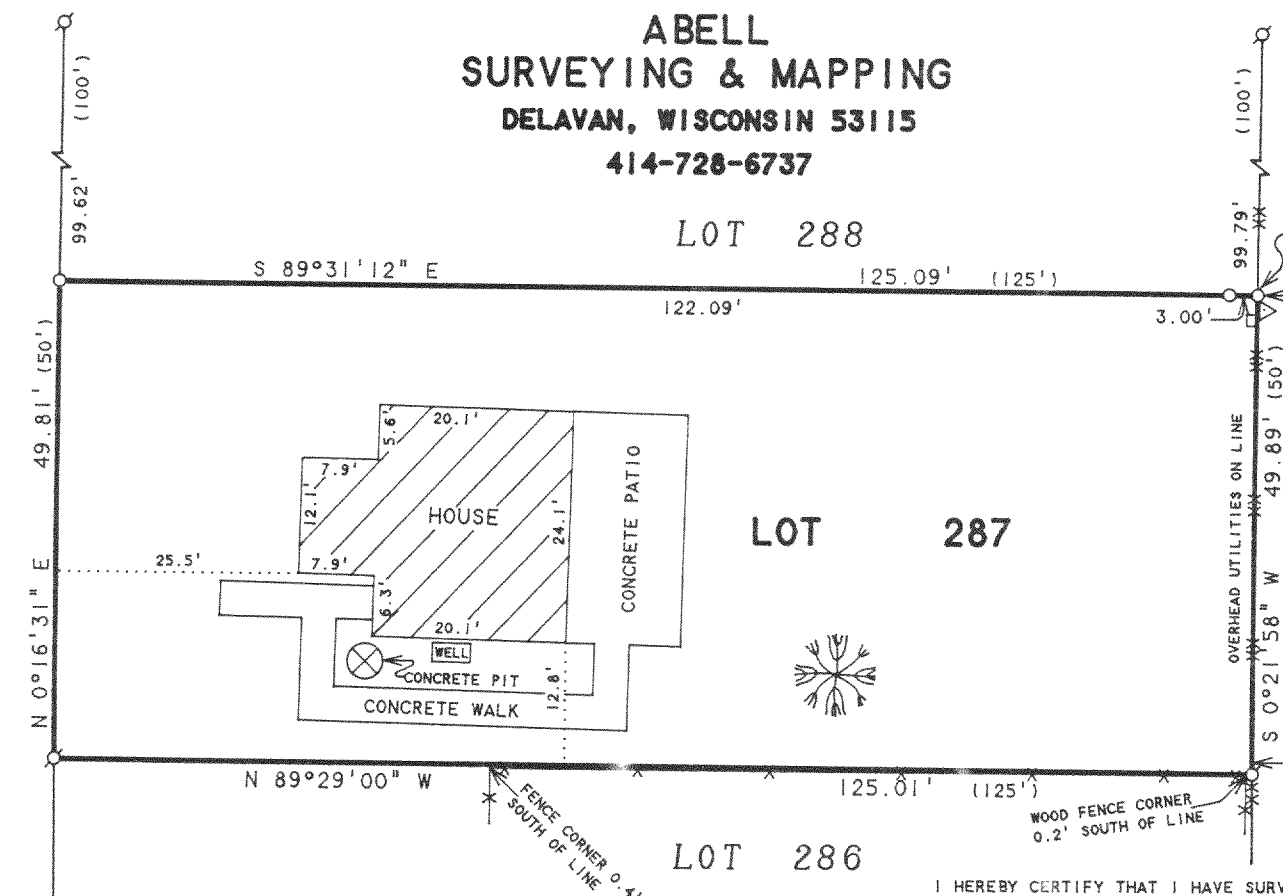 ABELL
SURVEYING & MAPPING
DELAVAN, WISCONSIN 53115
414-728-6737
(100')
99.62'
(100')
99.79'
LOT 288
S 89°31'12" E
125.09' (125')
122.09'
3.00'
49.81' (50')
N 0°16'31" E
49.89' (50')
S 0°21'58" W
OVERHEAD UTILITIES ON LINE
20.1'
5.6'
7.9'
12.1'
HOUSE
24.1'
CONCRETE PATIO
LOT 287
25.5'
7.9'
6.3'
20.1'
WELL
CONCRETE PIT
12.8'
CONCRETE WALK
N 89°29'00" W
125.01' (125')
FENCE CORNER
SOUTH OF LINE
WOOD FENCE CORNER
0.2' SOUTH OF LINE
LOT 286
I HEREBY CERTIFY THAT I HAVE SURV